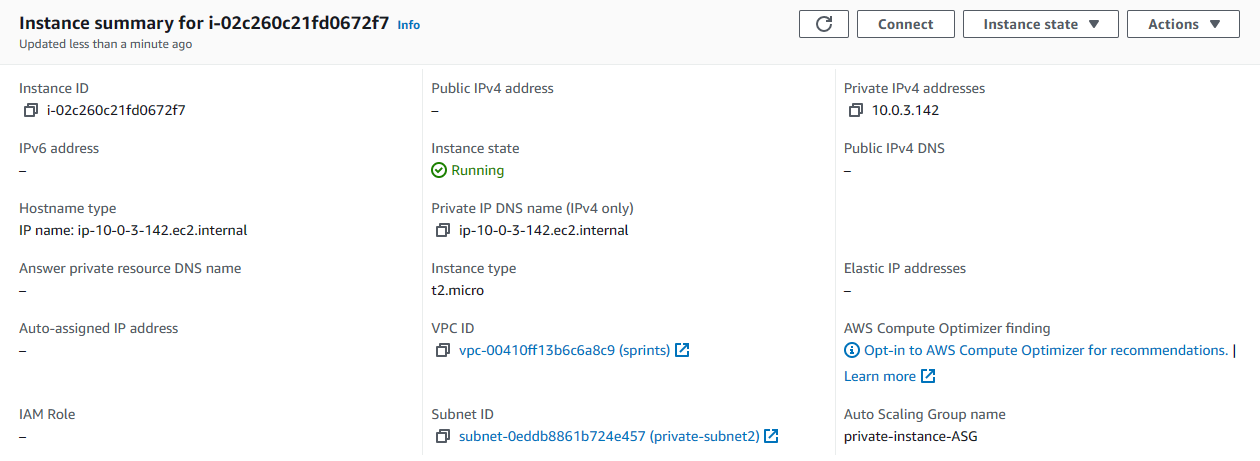 Instance summary for i-02c260c21fd0672f7 Info
Updated less than a minute ago
Connect
Instance state
Actions
Instance ID
i-02c260c21fd0672f7
Public IPv4 address
–
Private IPv4 addresses
10.0.3.142
IPv6 address
–
Instance state
Running
Public IPv4 DNS
–
Hostname type
IP name: ip-10-0-3-142.ec2.internal
Private IP DNS name (IPv4 only)
ip-10-0-3-142.ec2.internal
Answer private resource DNS name
–
Instance type
t2.micro
Elastic IP addresses
–
Auto-assigned IP address
–
VPC ID
vpc-00410ff13b6c6a8c9 (sprints)
AWS Compute Optimizer finding
Opt-in to AWS Compute Optimizer for recommendations. |
Learn more
IAM Role
–
Subnet ID
subnet-0eddb8861b724e457 (private-subnet2)
Auto Scaling Group name
private-instance-ASG